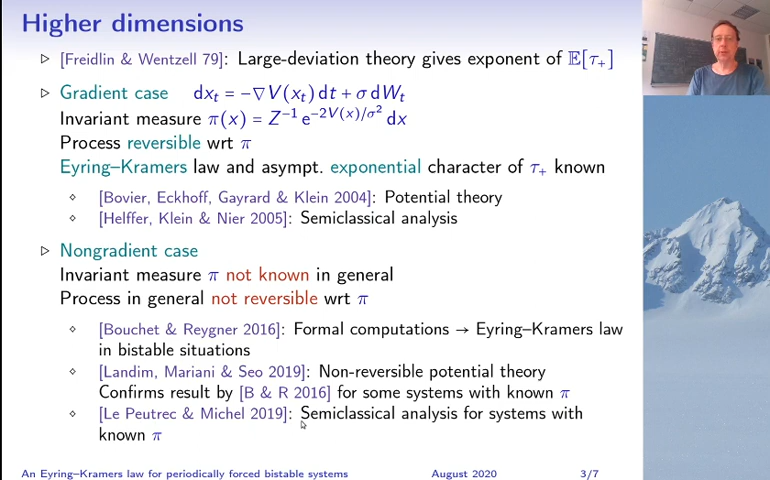 Higher dimensions
▷ [Freidlin & Wentzell 79]: Large-deviation theory gives exponent of 𝔼[τ₊]
▷ Gradient case dxₜ = −∇V(xₜ) dt + σ dWₜ
Invariant measure π(x) = Z⁻¹ e^{−2V(x)/σ²} dx
Process reversible wrt π
Eyring–Kramers law and asympt. exponential character of τ₊ known
⋄ [Bovier, Eckhoff, Gayrard & Klein 2004]: Potential theory
⋄ [Helffer, Klein & Nier 2005]: Semiclassical analysis
▷ Nongradient case
Invariant measure π not known in general
Process in general not reversible wrt π
⋄ [Bouchet & Reygner 2016]: Formal computations → Eyring–Kramers law
in bistable situations
⋄ [Landim, Mariani & Seo 2019]: Non-reversible potential theory
Confirms result by [B & R 2016] for some systems with known π
⋄ [Le Peutrec & Michel 2019]: Semiclassical analysis for systems with
known π
An Eyring–Kramers law for periodically forced bistable systems August 2020 3/7